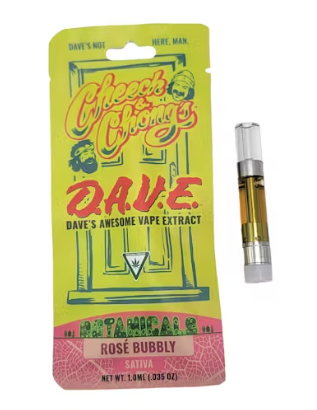 DAVE'S NOT HERE, MAN.
Cheech
&
Chong's
D.A.V.E.
DAVE'S AWESOME VAPE EXTRACT
BOTANICALS
ROSÉ BUBBLY
SATIVA
NET WT. 1.0ML (.035 OZ)